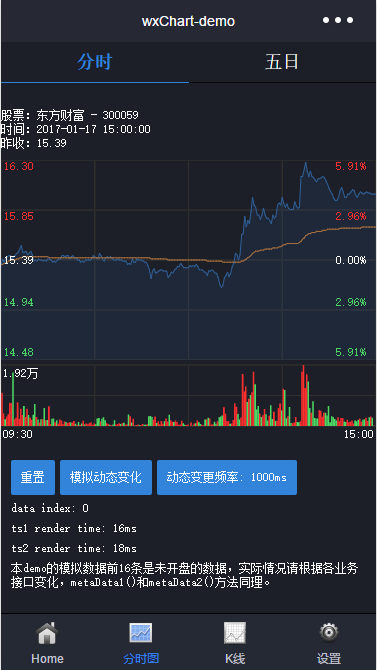 wxChart-demo
分时 五日
股票: 东方财富 - 300059
时间: 2017-01-17 15:00:00
昨收: 15.39
16.30 5.91%
15.85 2.96%
15.39 0.00%
14.94 2.96%
14.48 5.91%
1.92万
09:30 15:00
重置 模拟动态变化 动态变更频率: 1000ms
data index: 0
ts1 render time: 16ms
ts2 render time: 18ms
本demo的模拟数据前16条是未开盘的数据，实际情况请根据各业务
接口变化，metaData1()和metaData2()方法同理。
Home 分时图 K线 设置